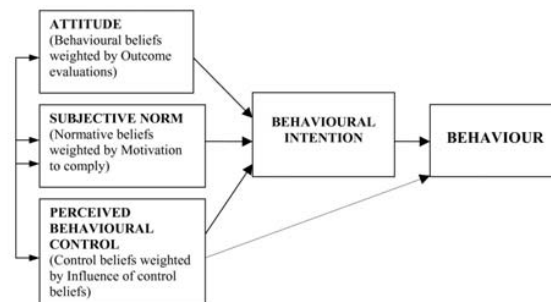 ATTITUDE
(Behavioural beliefs
weighted by Outcome
evaluations)
SUBJECTIVE NORM
(Normative beliefs
weighted by Motivation
to comply)
PERCEIVED
BEHAVIOURAL
CONTROL
(Control beliefs weighted
by Influence of control
beliefs)
BEHAVIOURAL
INTENTION
BEHAVIOUR